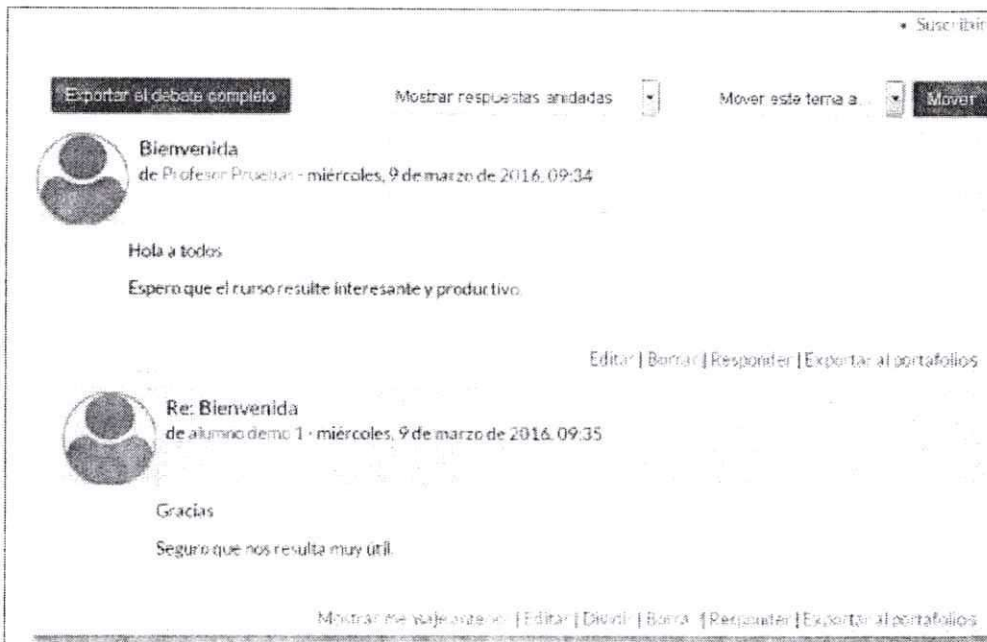 • Suscribir
Exportar el debate completo Mostrar respuestas anidadas Mover este tema a... Mover
Bienvenida
de Profesor Pruebas - miércoles, 9 de marzo de 2016, 09:34
Hola a todos
Espero que el curso resulte interesante y productivo.
Editar | Borrar | Responder | Exportar al portafolios
Re: Bienvenida
de alumno demo 1 - miércoles, 9 de marzo de 2016, 09:35
Gracias
Seguro que nos resulta muy útil.
Mostrar mensaje anterior | Editar | Dividir | Borrar | Responder | Exportar al portafolios